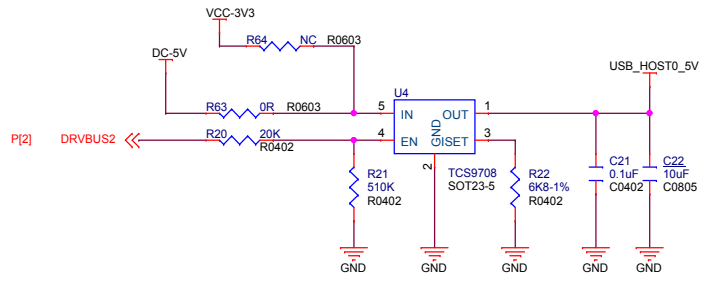 VCC-3V3
R64 NC R0603
DC-5V
USB_HOST0_5V
U4
R63 0R R0603
5 IN OUT 1
P[2] DRVBUS2 R20 20K
R0402
4 EN GND ISET 3
2
R21
510K
R0402
TCS9708
SOT23-5
R22
6K8-1%
R0402
C21
0.1uF
C0402
C22
10uF
C0805
GND GND GND GND GND